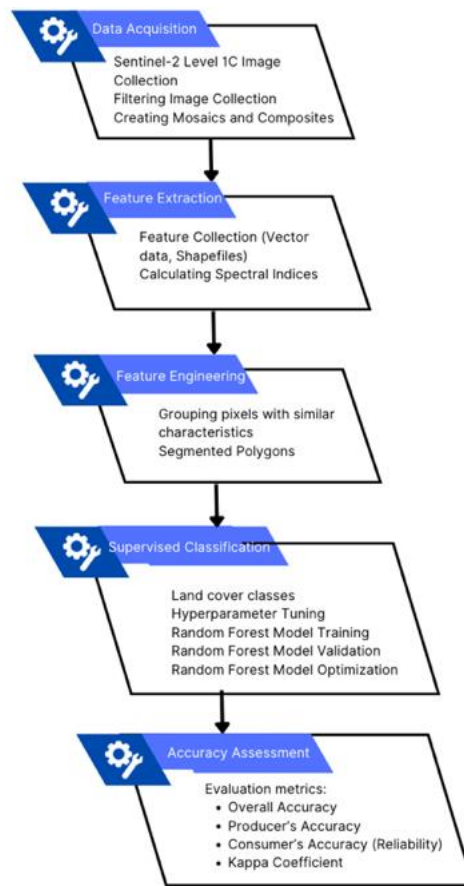 Data Acquisition
Sentinel-2 Level 1C Image
Collection
Filtering Image Collection
Creating Mosaics and Composites
Feature Extraction
Feature Collection (Vector
data, Shapefiles)
Calculating Spectral Indices
Feature Engineering
Grouping pixels with similar
characteristics
Segmented Polygons
Supervised Classification
Land cover classes
Hyperparameter Tuning
Random Forest Model Training
Random Forest Model Validation
Random Forest Model Optimization
Accuracy Assessment
Evaluation metrics:
• Overall Accuracy
• Producer's Accuracy
• Consumer's Accuracy (Reliability)
• Kappa Coefficient